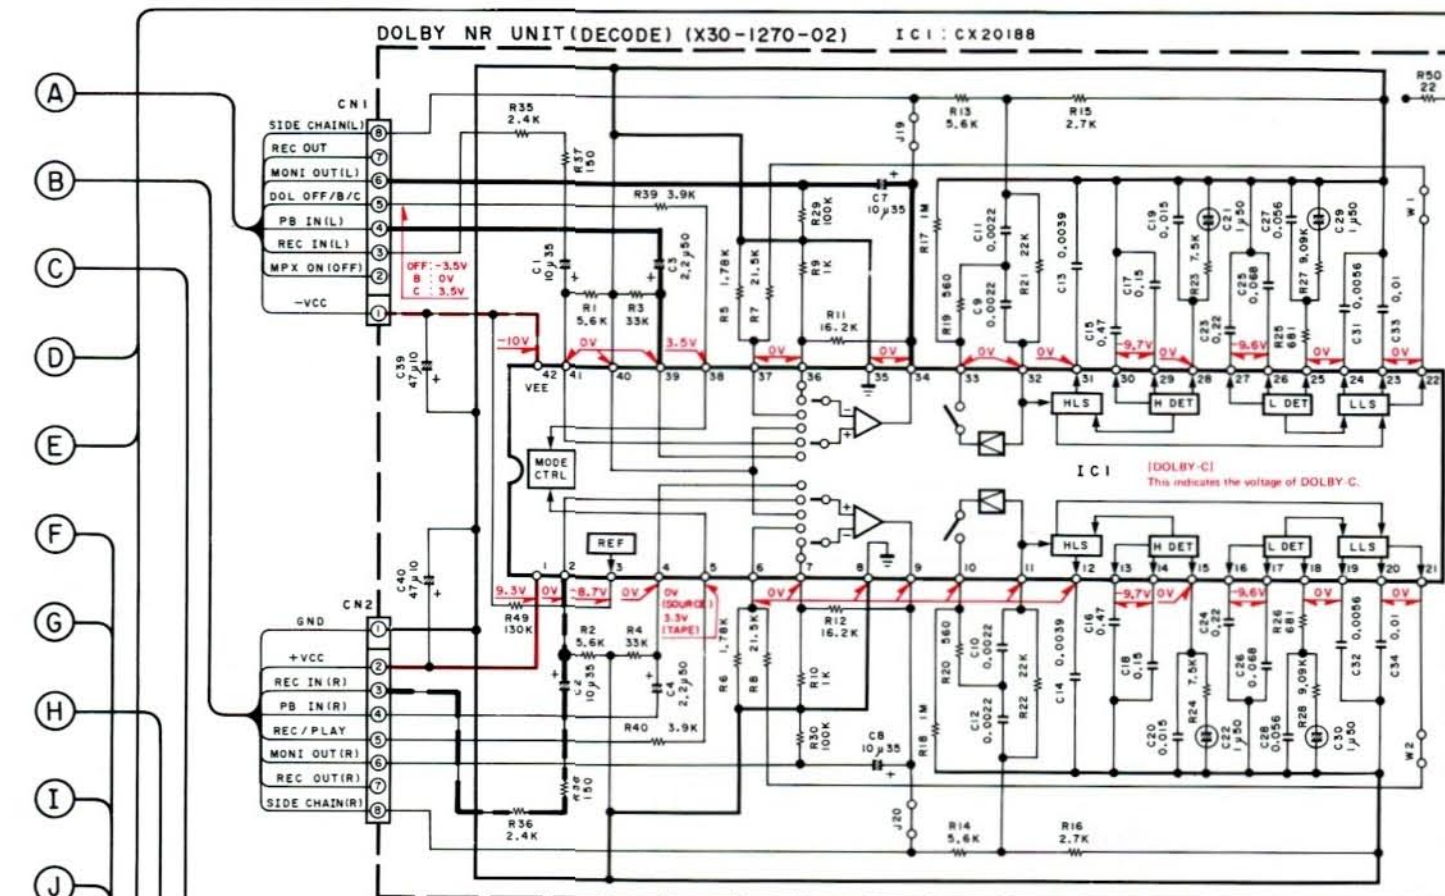 DOLBY NR UNIT(DECODE) (X30-1270-02) IC1:CX20188
A
B
C
D
E
F
G
H
I
J
CN1
SIDE CHAIN(L) 8
REC OUT 7
MONI OUT(L) 6
DOL OFF/B/C 5
PB IN(L) 4
REC IN(L) 3
MPX ON(OFF) 2
-VCC 1
OFF:-3.5V
B : 0V
C : 3.5V
R35
2.4K
R37
150
R39 3.9K
C1
10μ35
C3
2.2μ50
R1
5.6K
R3
33K
R5 1.78K
R7 21.5K
R29
100K
R9
1K
R11
16.2K
C7
10μ35
J19
R13
5.6K
R15
2.7K
R50
22
R17 1M
R19 560
C11
0.0022
C9
0.0022
R21 22K
C13 0.0039
C15
0.47
C19
0.015
C17
0.15
R23 7.5K
C21
1μ50
C23
0.22
C25
0.068
C27
0.056
R25
681
R27 9.09K
C29
1μ50
C31 0.0056
C33 0.01
W1
C39
47μ10
-10V
0V
3.5V
0V
0V
0V
0V
-9.7V
0V
-9.6V
0V
0V
42 41 40 39 38 37 36 35 34 33 32 31 30 29 28 27 26 25 24 23 22
VEE
HLS
H DET
L DET
LLS
MODE
CTRL
IC1
[DOLBY-C]
This indicates the voltage of DOLBY-C.
REF
HLS
H DET
L DET
LLS
1 2 3 4 5 6 7 8 9 10 11 12 13 14 15 16 17 18 19 20 21
9.3V
0V
-8.7V
0V
0V
(SOURCE)
3.3V
(TAPE)
0V
-9.7V
0V
-9.6V
0V
0V
C40
47μ10
CN2
GND 1
+VCC 2
REC IN(R) 3
PB IN(R) 4
REC/PLAY 5
MONI OUT(R) 6
REC OUT(R) 7
SIDE CHAIN(R) 8
R49
130K
R2
5.6K
R4
33K
C2
10μ35
C4
2.2μ50
R40 3.9K
150
R36
2.4K
R6 1.78K
R8 21.5K
R12
16.2K
R10
1K
R30
100K
C8
10μ35
J20
R18 1M
R20 560
C10
0.0022
C12
0.0022
R22 22K
C14 0.0039
R14
5.6K
R16
2.7K
C16
0.47
C18
0.15
C20
0.015
R24 7.5K
C24
0.22
C22
1μ50
C26
0.068
C28
0.056
R26
681
R28 9.09K
C30
1μ50
C32 0.0056
C34 0.01
W2